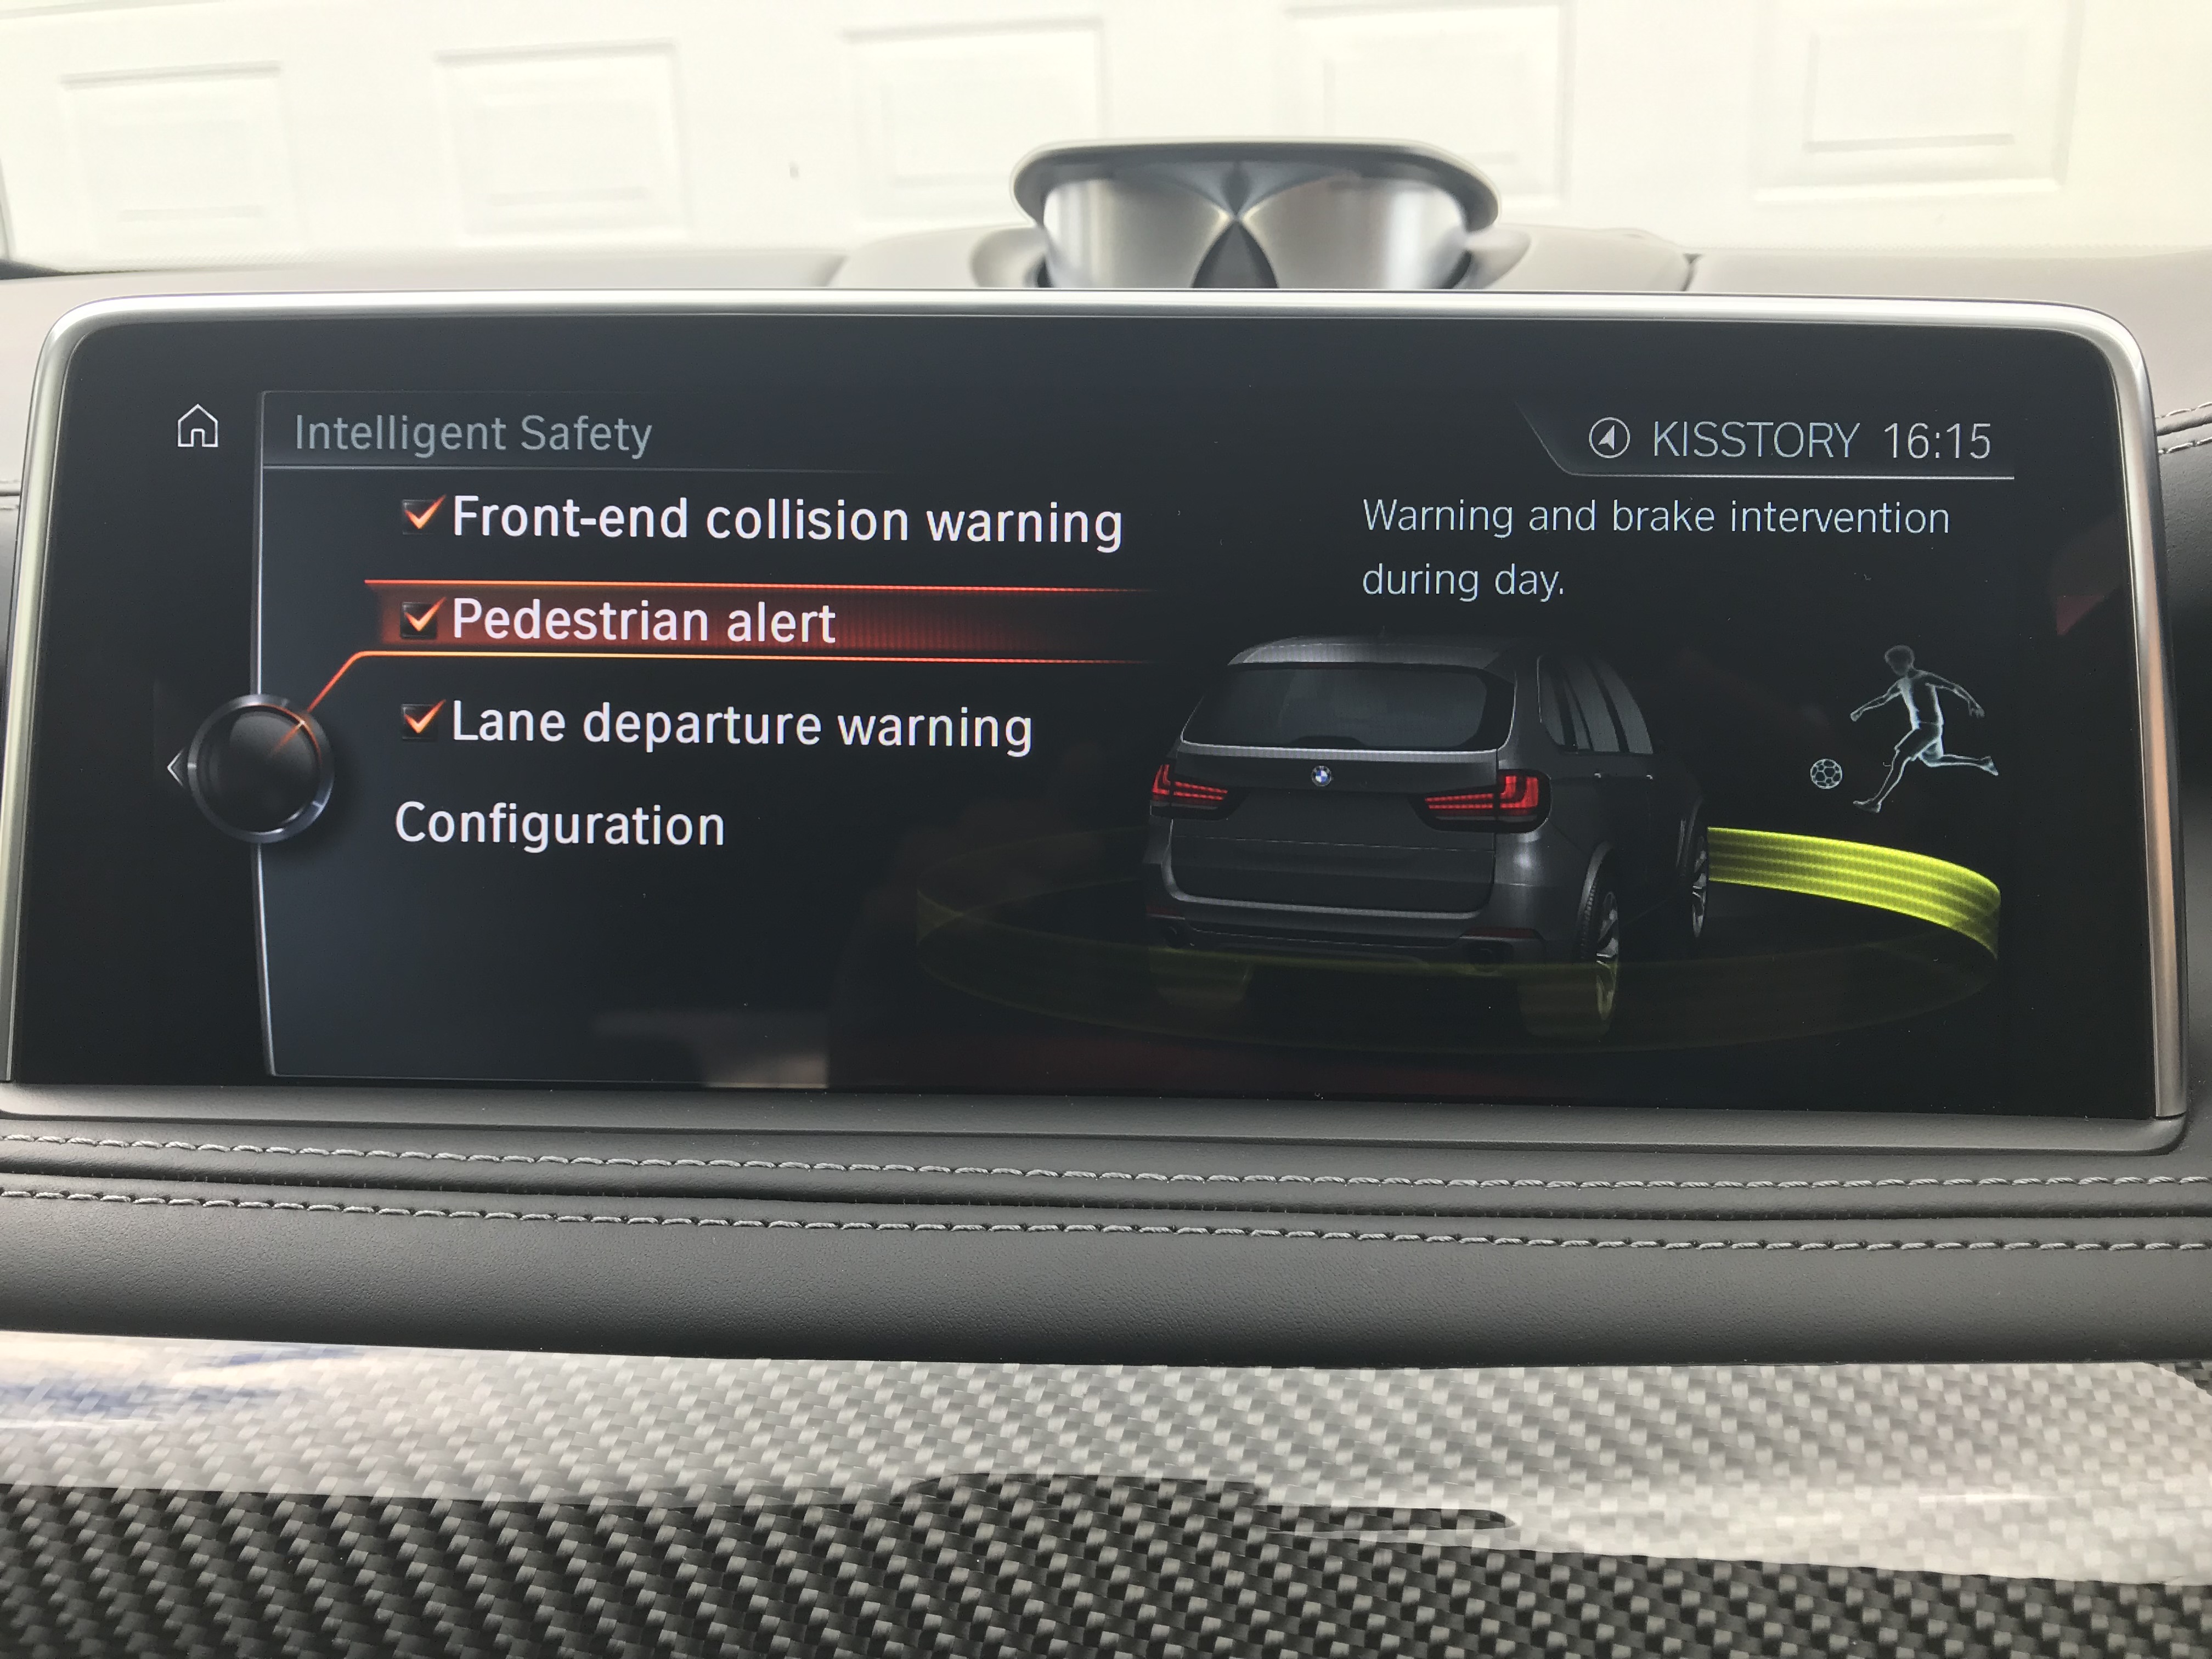 Intelligent Safety
KISSTORY 16:15
Front-end collision warning
Pedestrian alert
Lane departure warning
Configuration
Warning and brake intervention
during day.